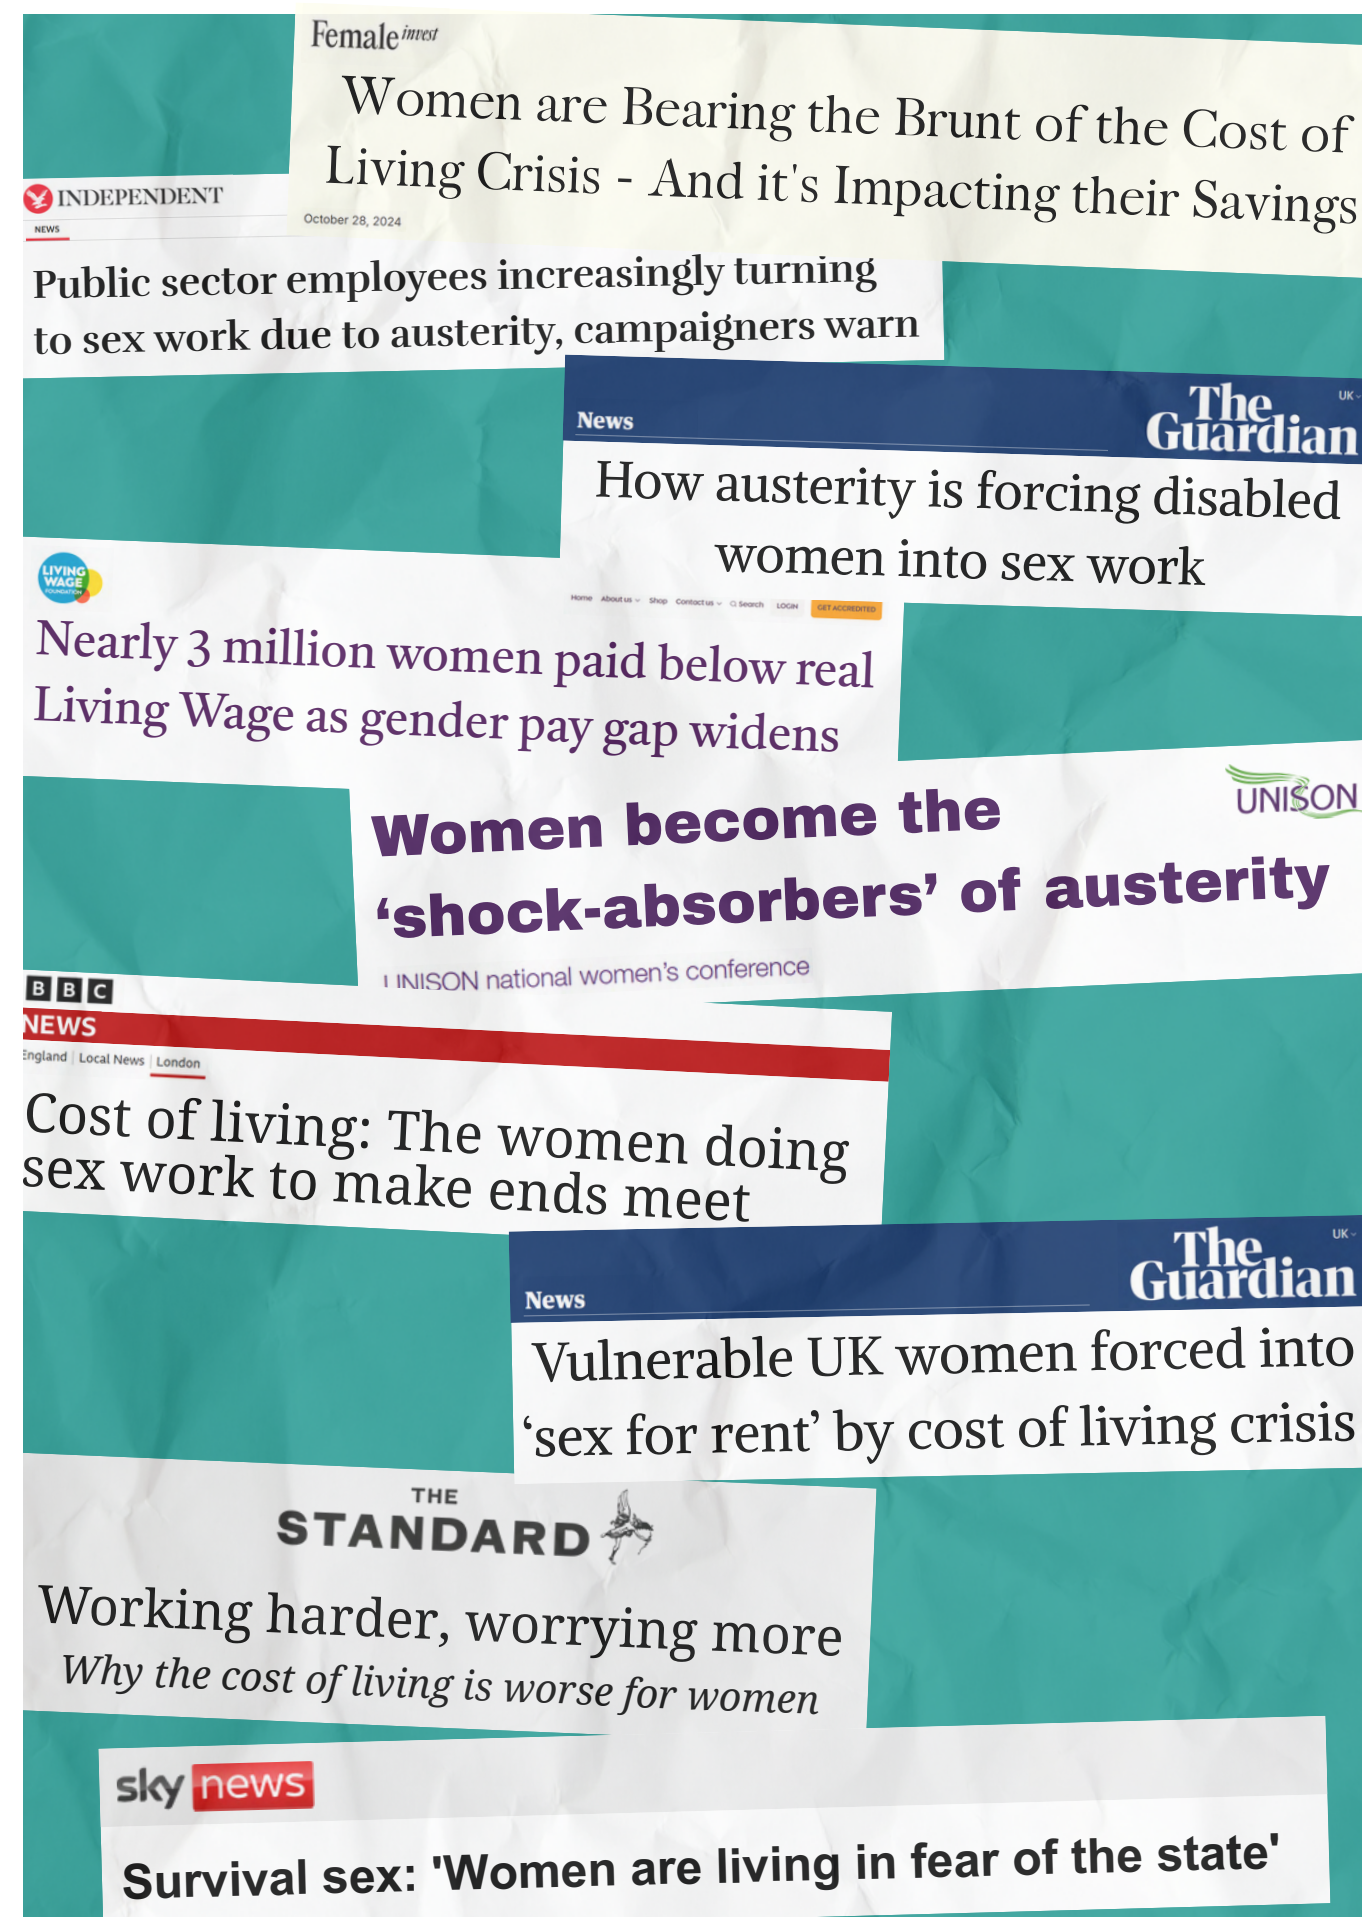 Female invest
Women are Bearing the Brunt of the Cost of
Living Crisis - And it's Impacting their Savings
October 28, 2024
INDEPENDENT
NEWS
Public sector employees increasingly turning
to sex work due to austerity, campaigners warn
News
The
Guardian
UK
How austerity is forcing disabled
women into sex work
LIVING
WAGE
FOUNDATION
Home About us Shop Contact us Search LOGIN GET ACCREDITED
Nearly 3 million women paid below real
Living Wage as gender pay gap widens
UNISON
Women become the
‘shock-absorbers’ of austerity
UNISON national women’s conference
BBC
NEWS
England Local News London
Cost of living: The women doing
sex work to make ends meet
News
The
Guardian
UK
Vulnerable UK women forced into
‘sex for rent’ by cost of living crisis
THE
STANDARD
Working harder, worrying more
Why the cost of living is worse for women
sky news
Survival sex: 'Women are living in fear of the state'